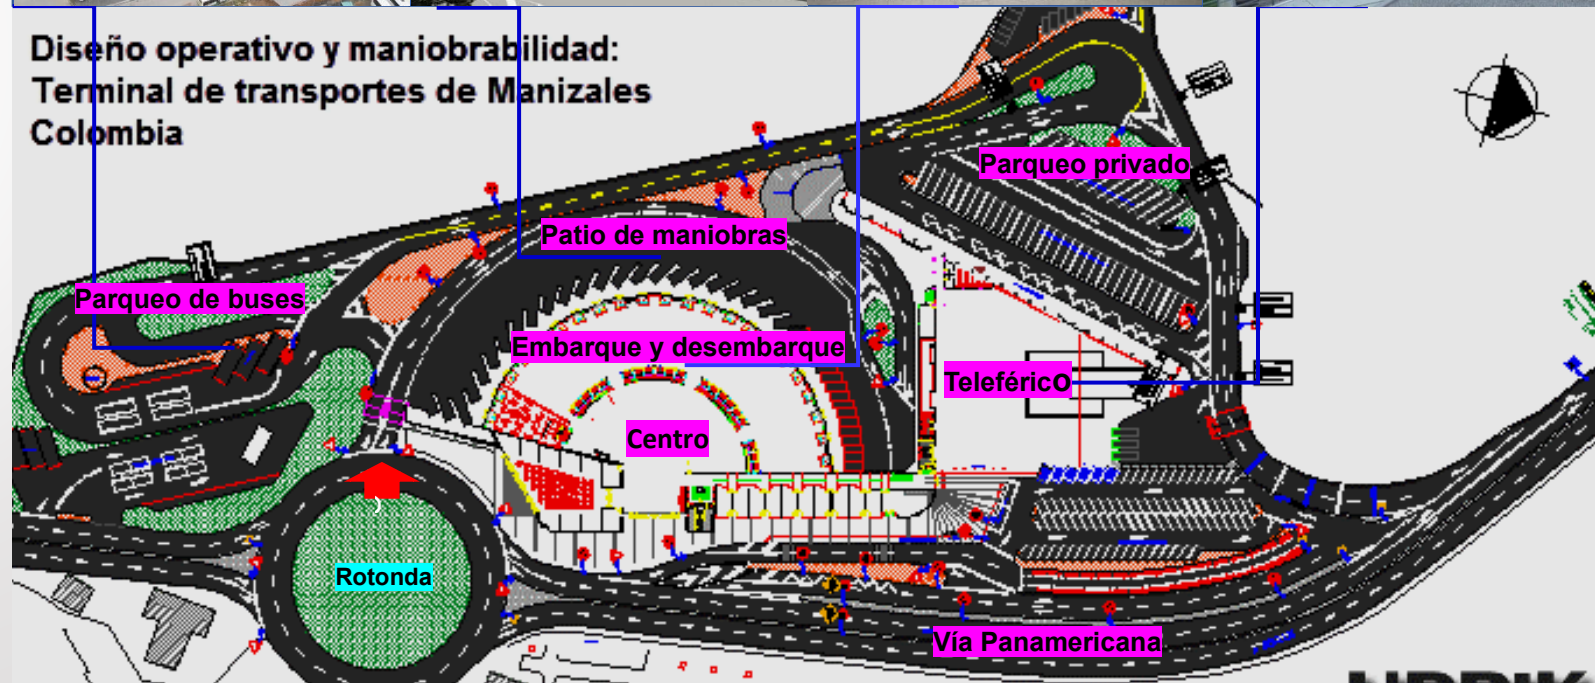 Diseño operativo y maniobrabilidad:
Terminal de transportes de Manizales
Colombia
Parqueo privado
Patio de maniobras
Parqueo de buses
Embarque y desembarque
Teleférico
Centro
Rotonda
Vía Panamericana